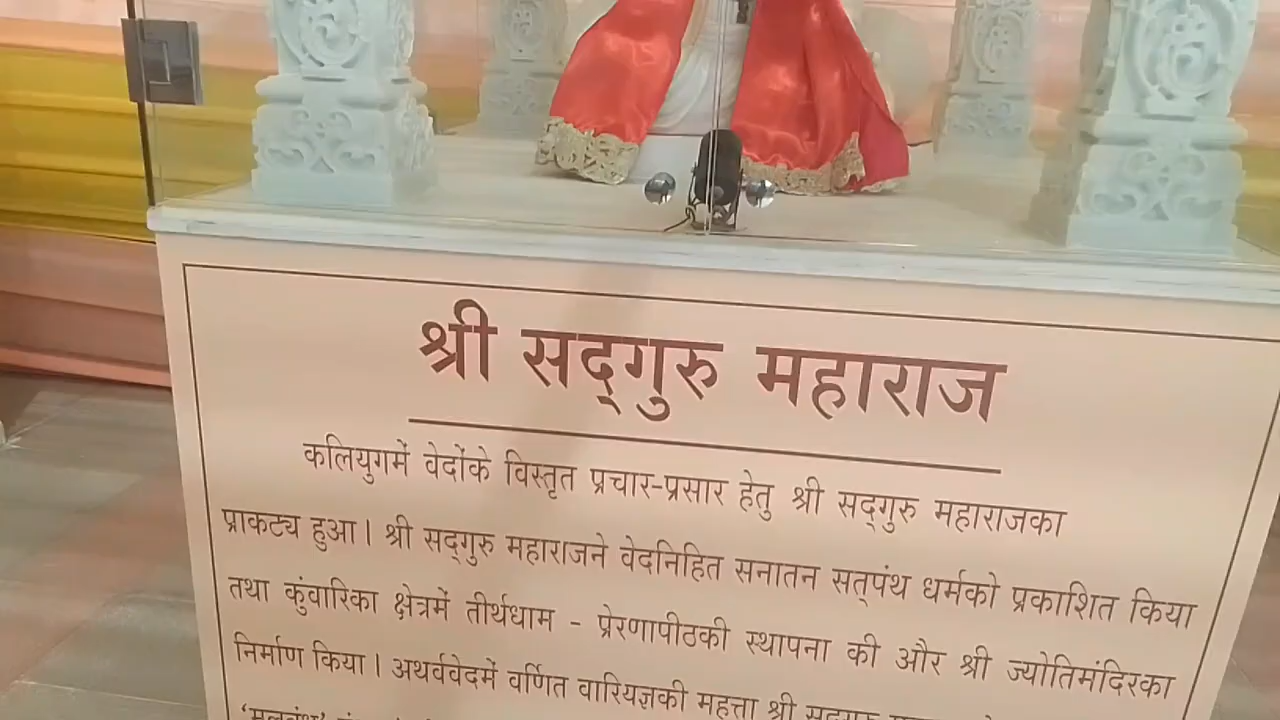 श्री सद्‌गुरु महाराज
कलियुगमें वेदोंके विस्तृत प्रचार-प्रसार हेतु श्री सद्‌गुरु महाराजका
प्राकट्य हुआ । श्री सद्‌गुरु महाराजने वेदनिहित सनातन सत्‌पंथ धर्मको प्रकाशित किया
तथा कुंवारिका क्षेत्रमें तीर्थधाम - प्रेरणापीठकी स्थापना की और श्री ज्योतिमंदिरका
निर्माण किया । अथर्ववेदमें वर्णित वारियज्ञकी महत्ता श्री सद्‌गुरु